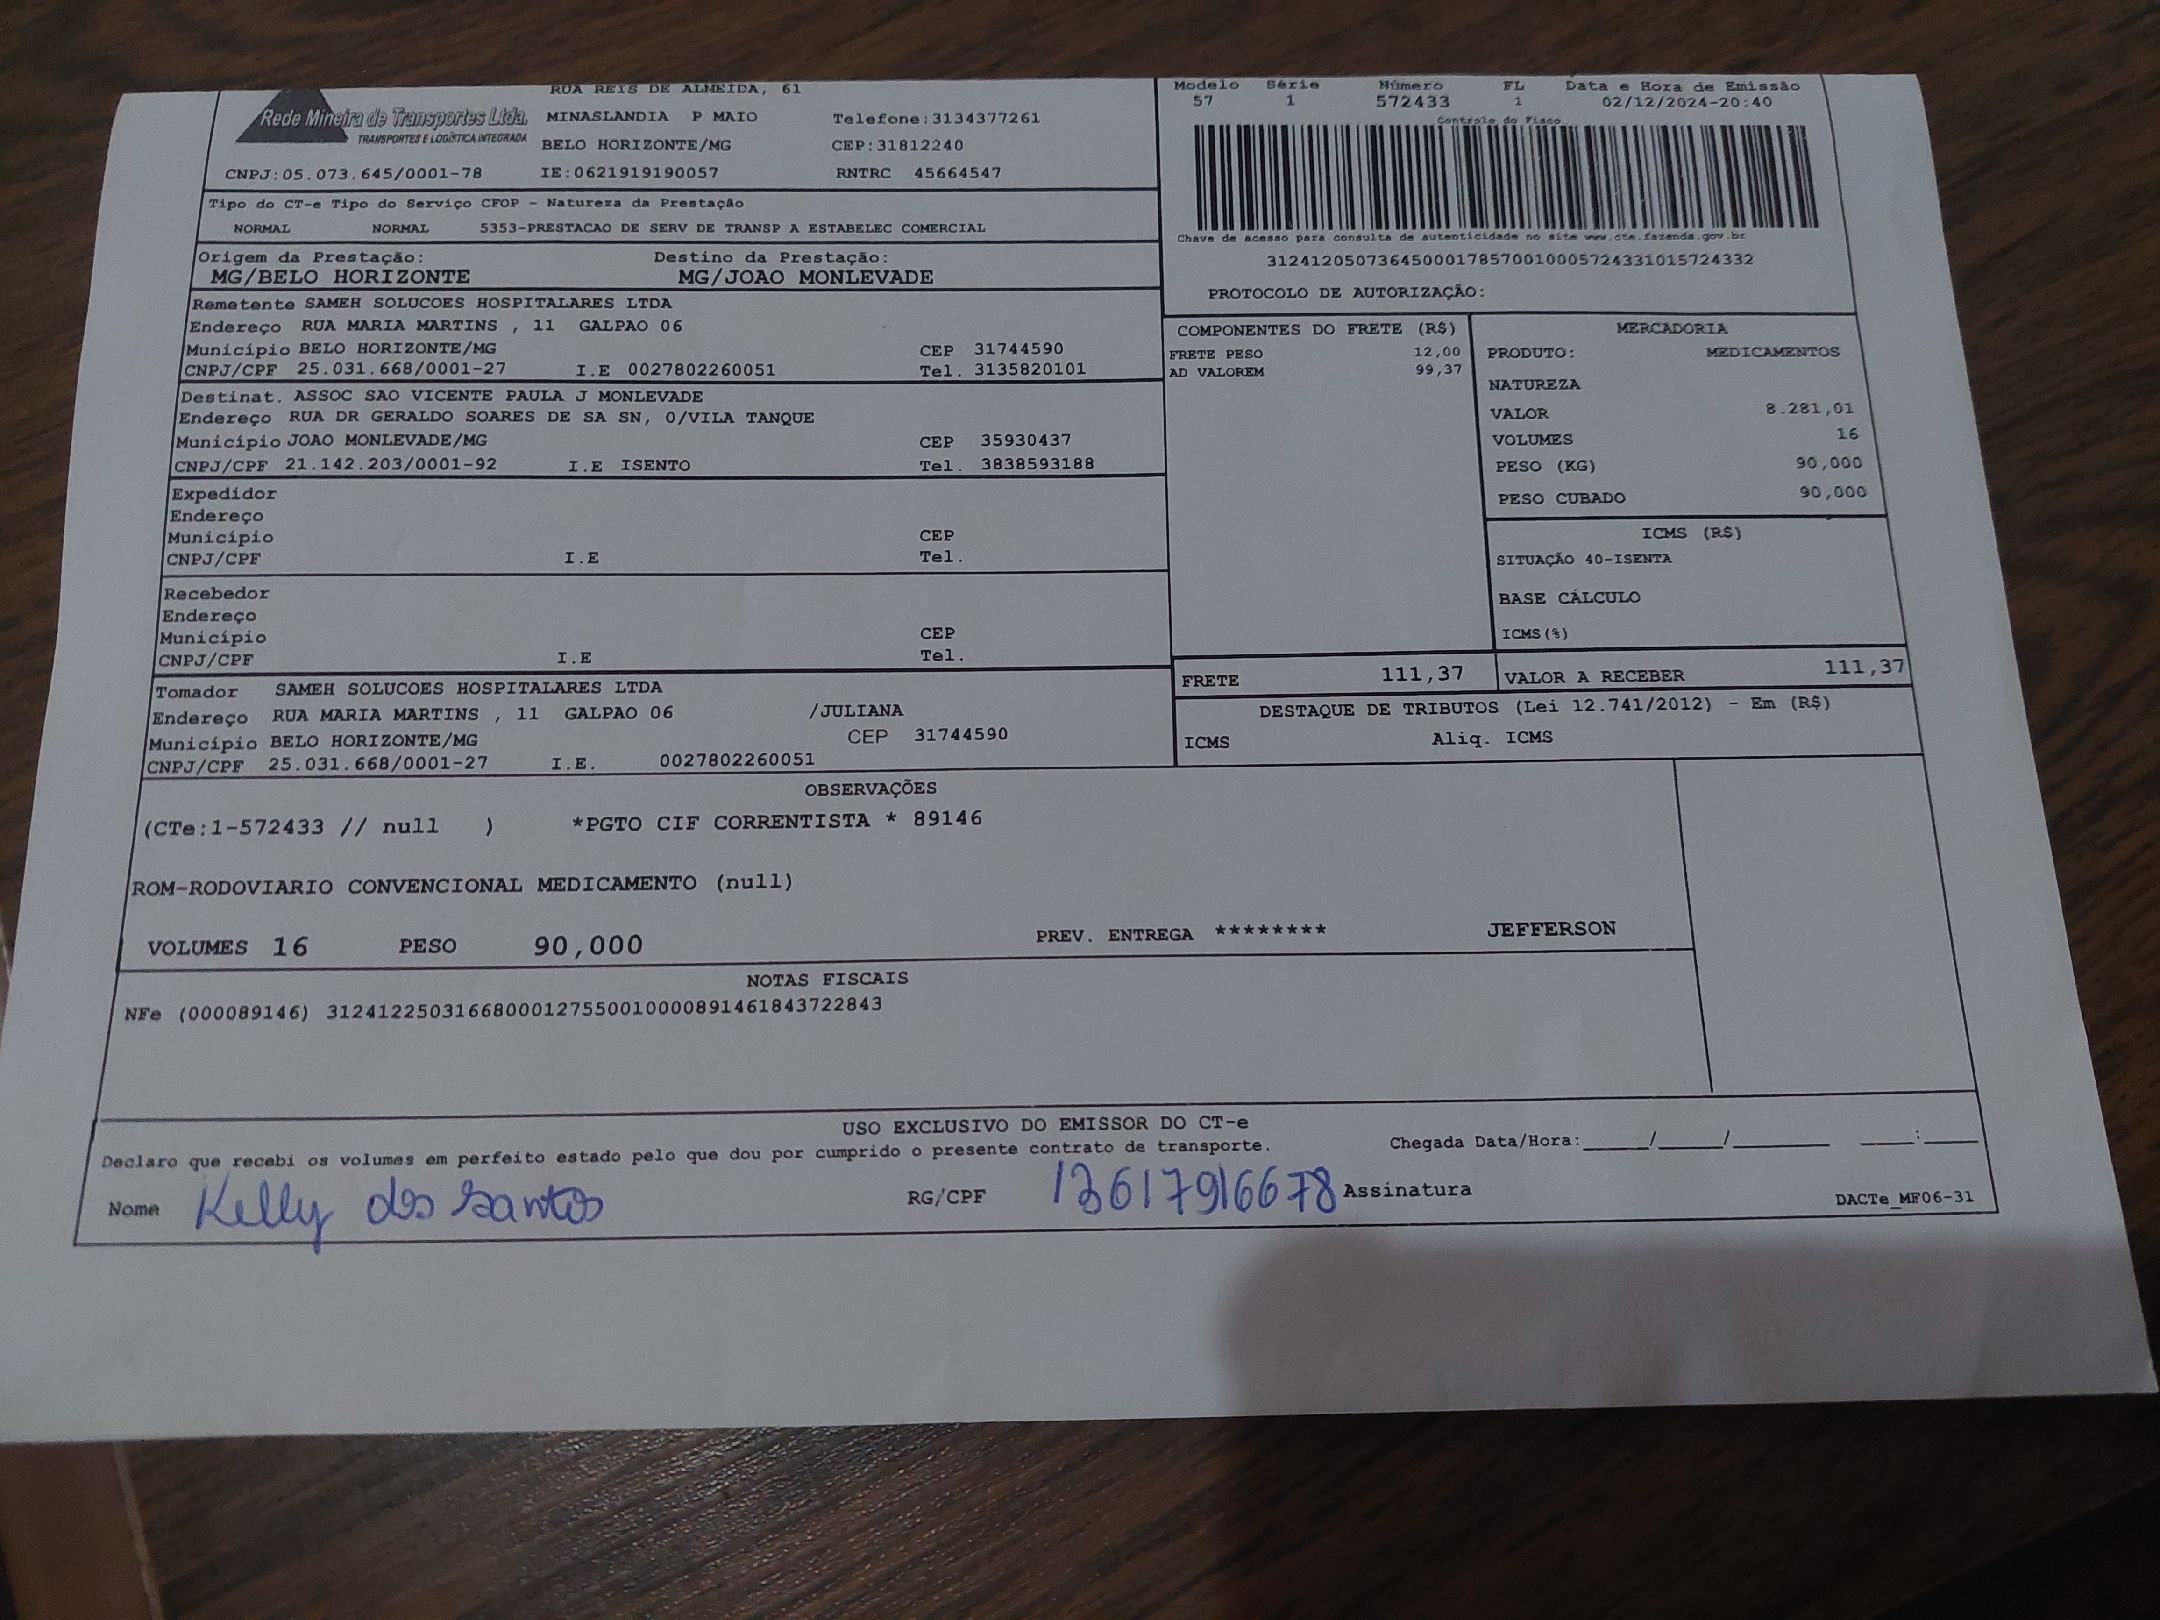 Rede Mineira de Transportes Ltda.
TRANSPORTES E LOGÍSTICA INTEGRADA
RUA REIS DE ALMEIDA, 61
MINASLANDIA P MAIO Telefone:3134377261
BELO HORIZONTE/MG CEP:31812240
CNPJ:05.073.645/0001-78 IE:0621919190057 RNTRC 45664547
Modelo Série Número FL Data e Hora de Emissão
57 1 572433 1 02/12/2024-20:40
Controle do Fisco
Chave de acesso para consulta de autenticidade no site www.cte.fazenda.gov.br
31241205073645000178570010005724331015724332
PROTOCOLO DE AUTORIZAÇÃO:
Tipo do CT-e Tipo do Serviço CFOP - Natureza da Prestação
NORMAL NORMAL 5353-PRESTACAO DE SERV DE TRANSP A ESTABELEC COMERCIAL
Origem da Prestação: Destino da Prestação:
MG/BELO HORIZONTE MG/JOAO MONLEVADE
Remetente SAMEH SOLUCOES HOSPITALARES LTDA
Endereço RUA MARIA MARTINS , 11 GALPAO 06
Município BELO HORIZONTE/MG CEP 31744590
CNPJ/CPF 25.031.668/0001-27 I.E 0027802260051 Tel. 3135820101
Destinat. ASSOC SAO VICENTE PAULA J MONLEVADE
Endereço RUA DR GERALDO SOARES DE SA SN, 0/VILA TANQUE
Município JOAO MONLEVADE/MG CEP 35930437
CNPJ/CPF 21.142.203/0001-92 I.E ISENTO Tel. 3838593188
Expedidor
Endereço
Município CEP
CNPJ/CPF I.E Tel.
Recebedor
Endereço
Município CEP
CNPJ/CPF I.E Tel.
Tomador SAMEH SOLUCOES HOSPITALARES LTDA
Endereço RUA MARIA MARTINS , 11 GALPAO 06 /JULIANA
Município BELO HORIZONTE/MG CEP 31744590
CNPJ/CPF 25.031.668/0001-27 I.E. 0027802260051
COMPONENTES DO FRETE (R$)
FRETE PESO 12,00
AD VALOREM 99,37
MERCADORIA
PRODUTO: MEDICAMENTOS
NATUREZA
VALOR 8.281,01
VOLUMES 16
PESO (KG) 90,000
PESO CUBADO 90,000
ICMS (R$)
SITUAÇÃO 40-ISENTA
BASE CÁLCULO
ICMS(%)
FRETE 111,37 VALOR A RECEBER 111,37
DESTAQUE DE TRIBUTOS (Lei 12.741/2012) - Em (R$)
ICMS Aliq. ICMS
OBSERVAÇÕES
(CTe:1-572433 // null ) *PGTO CIF CORRENTISTA * 89146
ROM-RODOVIARIO CONVENCIONAL MEDICAMENTO (null)
VOLUMES 16 PESO 90,000 PREV. ENTREGA ******** JEFFERSON
NOTAS FISCAIS
NFe (000089146) 31241225031668000127550010000891461843722843
USO EXCLUSIVO DO EMISSOR DO CT-e
Declaro que recebi os volumes em perfeito estado pelo que dou por cumprido o presente contrato de transporte. Chegada Data/Hora:____/____/______ ____:____
Nome Kelly dos Santos RG/CPF 13617916678 Assinatura DACTe_MF06-31